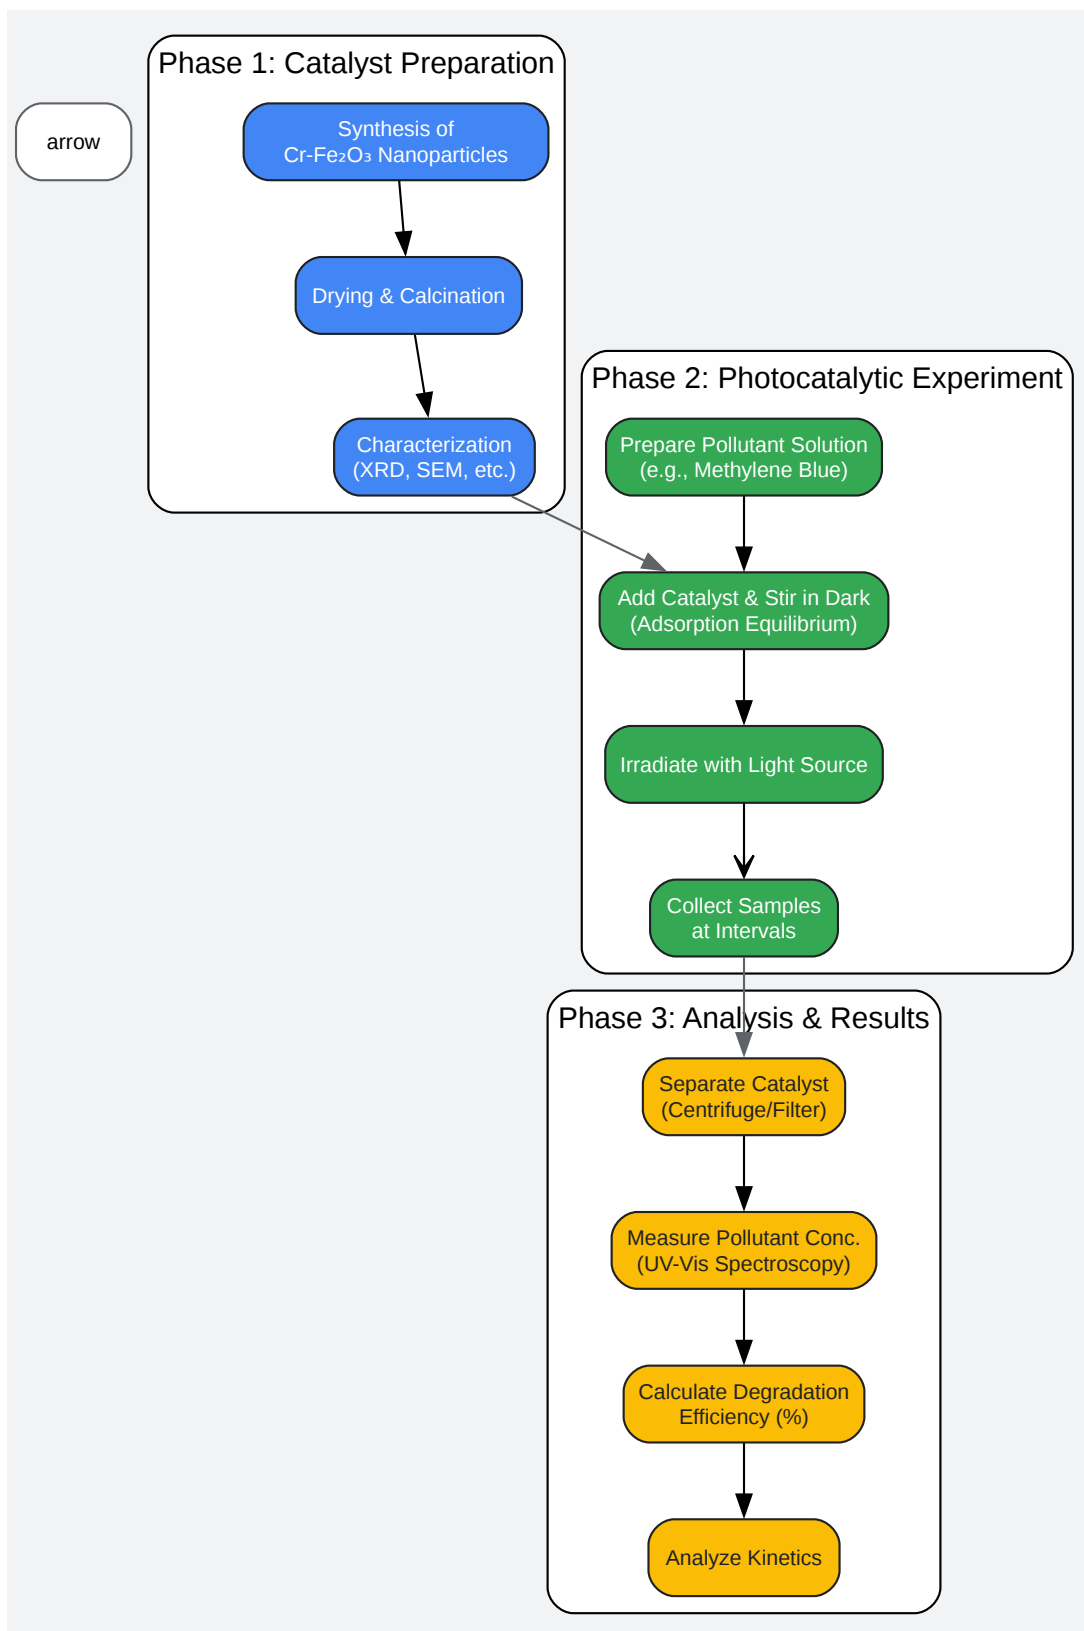 Phase 1: Catalyst Preparation
arrow
Synthesis of
Cr-Fe₂O₃ Nanoparticles
Drying & Calcination
Characterization
(XRD, SEM, etc.)
Phase 2: Photocatalytic Experiment
Prepare Pollutant Solution
(e.g., Methylene Blue)
Add Catalyst & Stir in Dark
(Adsorption Equilibrium)
Irradiate with Light Source
Collect Samples
at Intervals
Phase 3: Analysis & Results
Separate Catalyst
(Centrifuge/Filter)
Measure Pollutant Conc.
(UV-Vis Spectroscopy)
Calculate Degradation
Efficiency (%)
Analyze Kinetics